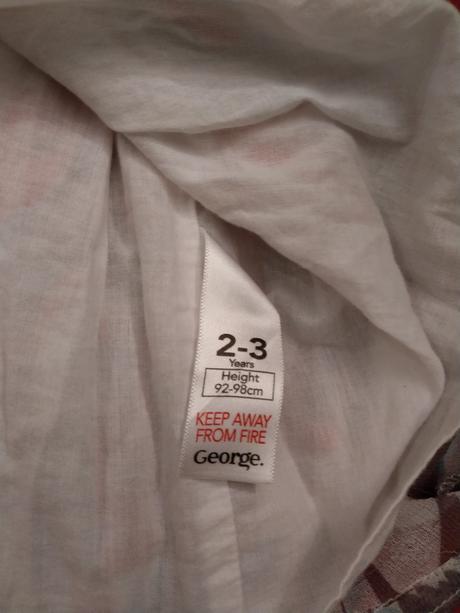 2-3
Years
Height
92-98cm
KEEP AWAY
FROM FIRE
George.